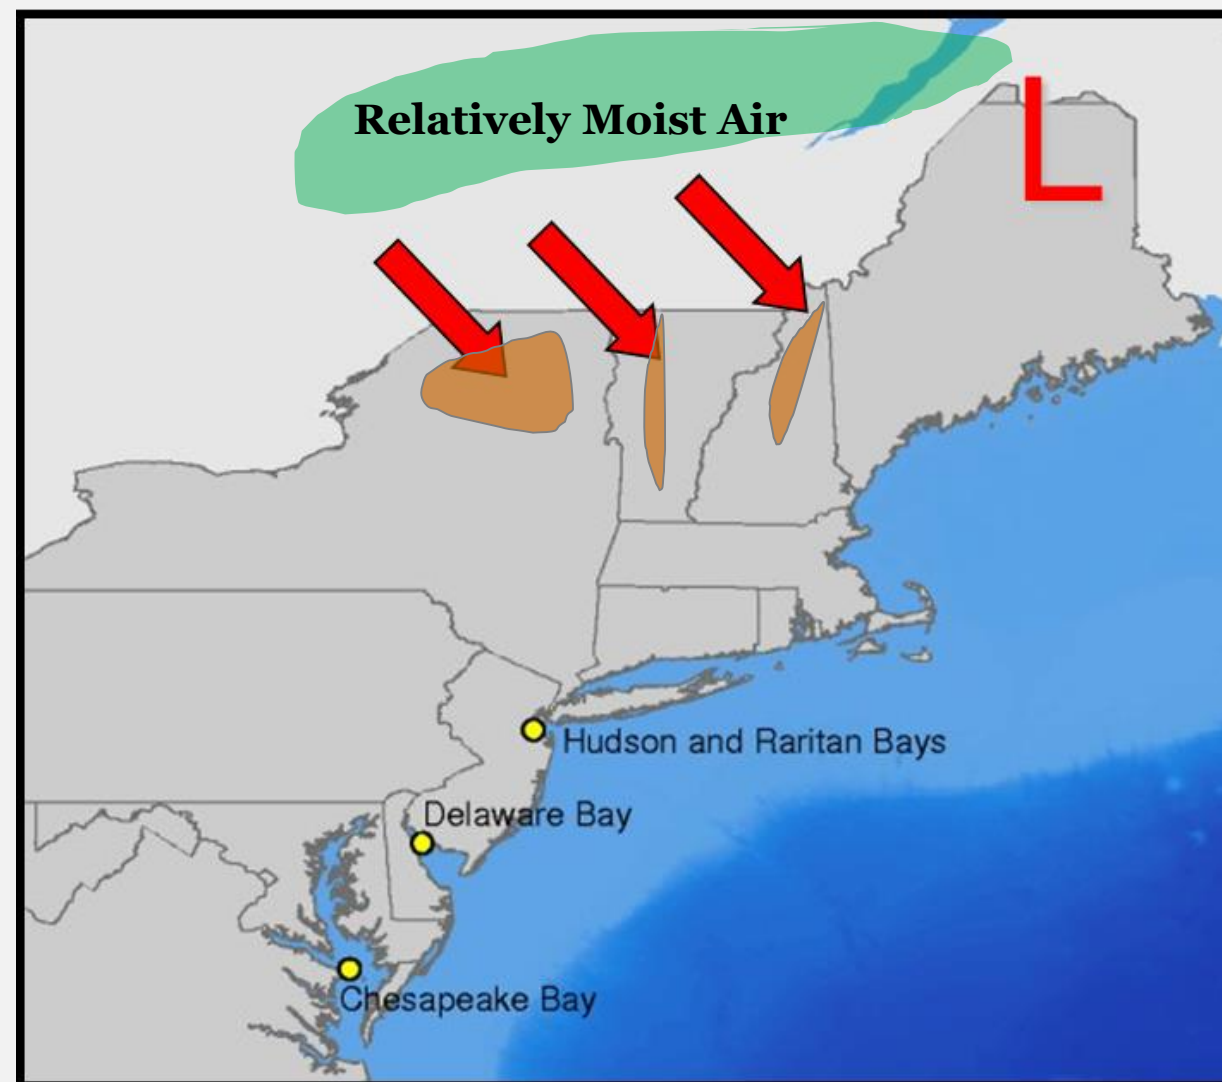 Relatively Moist Air
L
Hudson and Raritan Bays
Delaware Bay
Chesapeake Bay